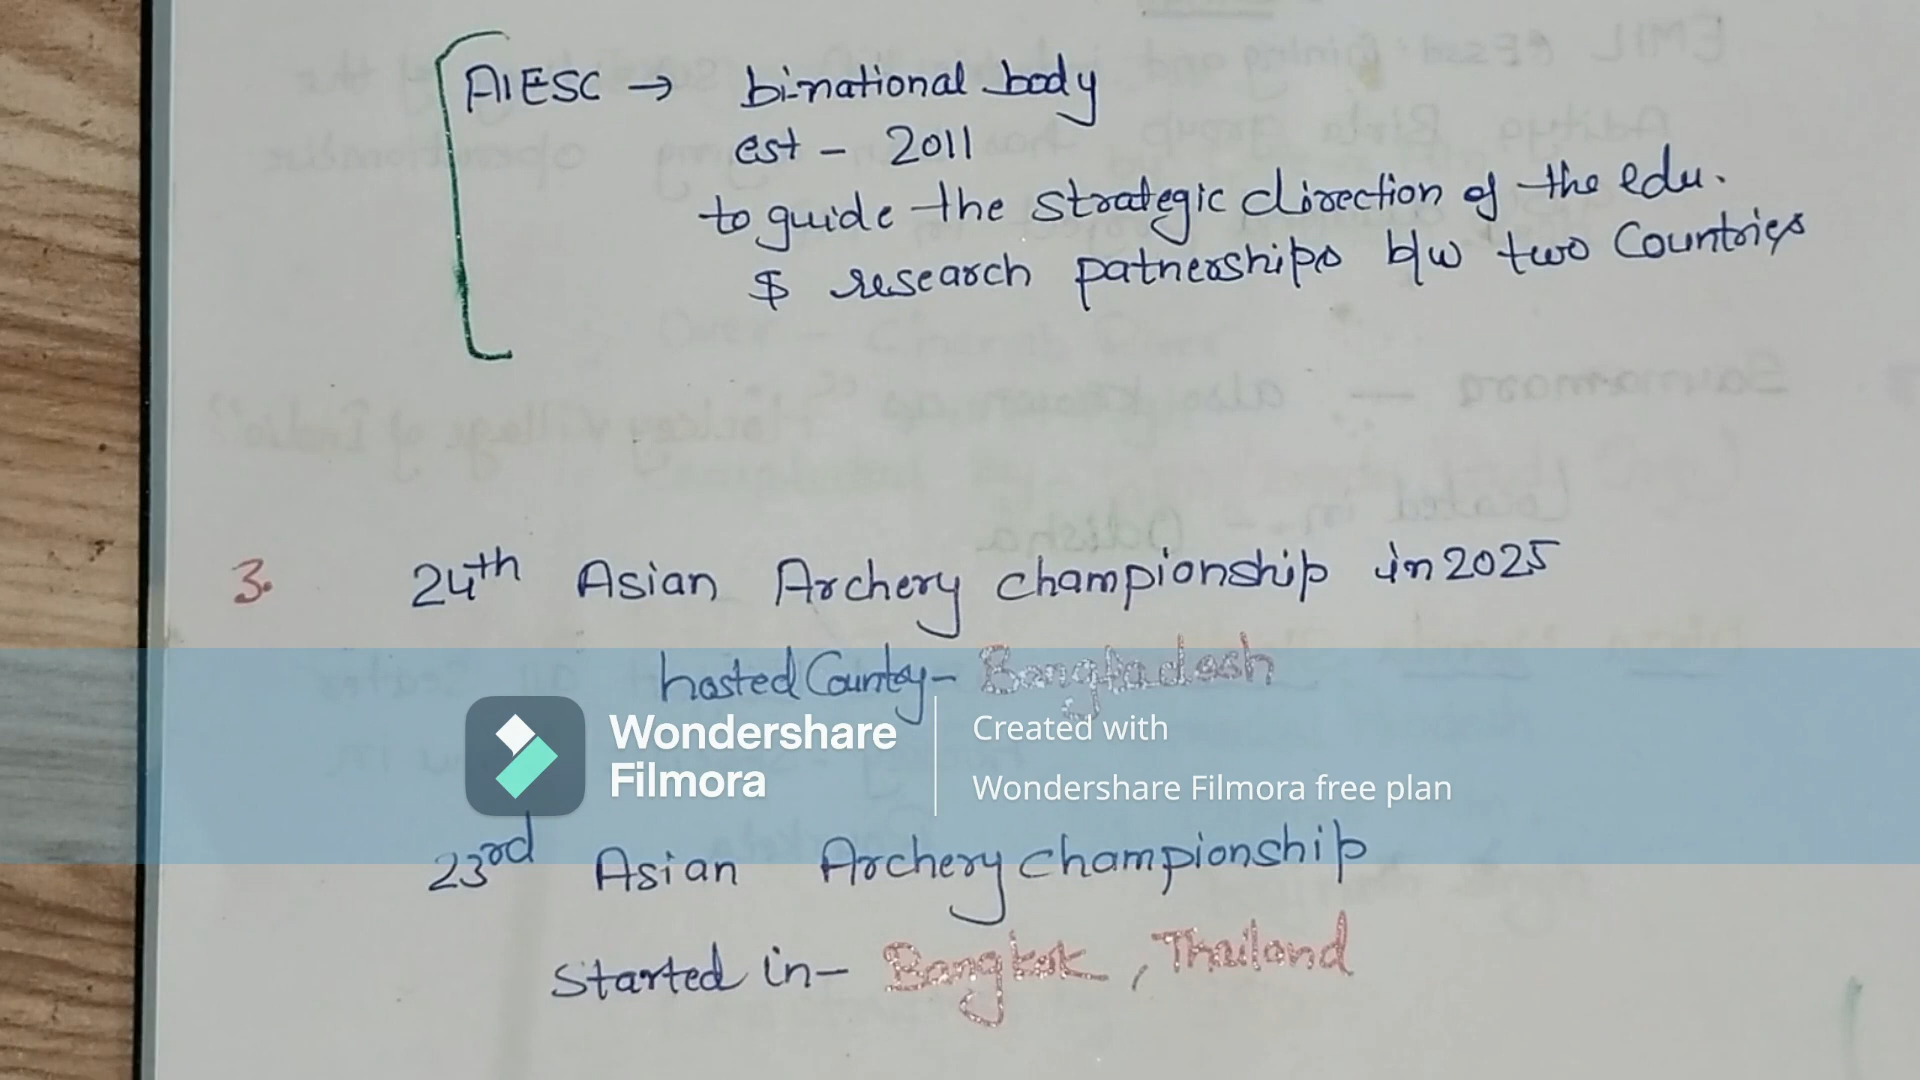 AIESC → bi-national body
est - 2011
to guide the strategic direction of the edu.
$ research patnerships b/w two Countries
3. 24th Asian Archery championship in 2025
hosted County - Bangladesh
Wondershare Filmora
Created with
Wondershare Filmora free plan
23rd Asian Archery championship
Started in - Bangkok, Thailand